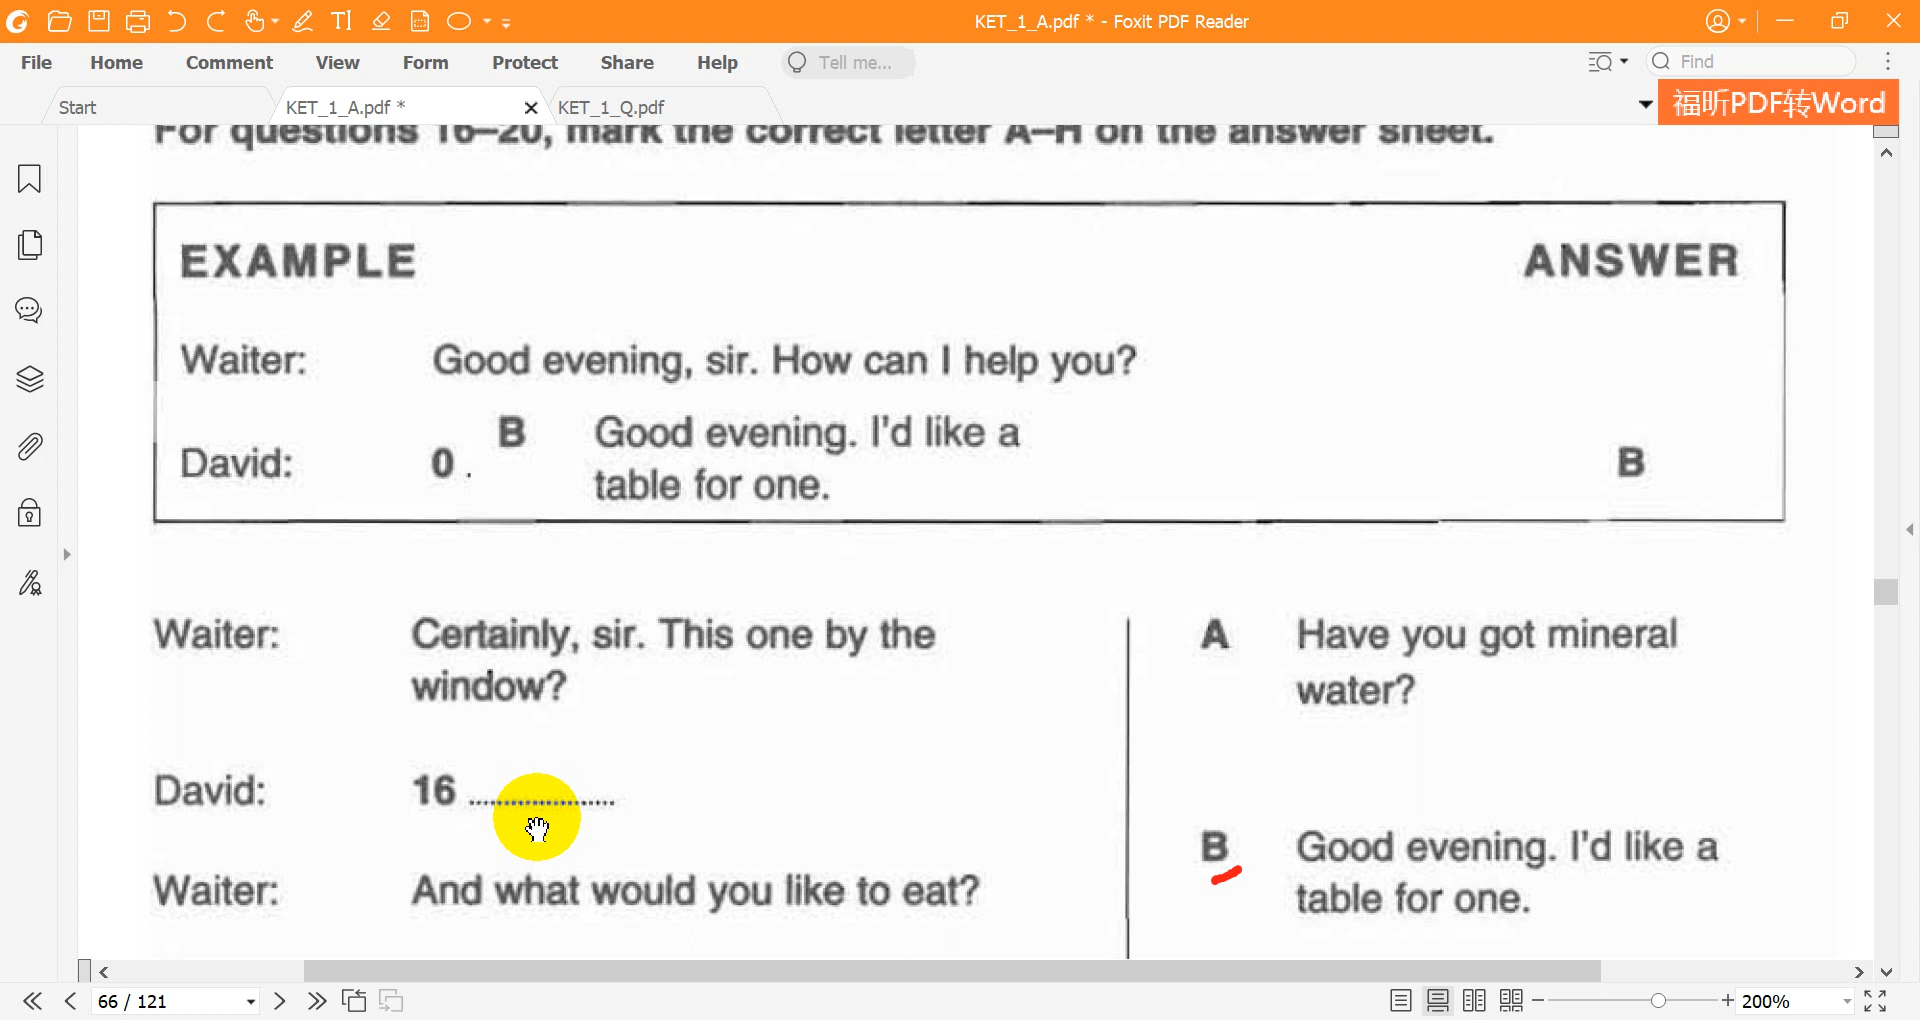 KET_1_A.pdf * - Foxit PDF Reader
File Home Comment View Form Protect Share Help Tell me... Find
Start KET_1_A.pdf * KET_1_Q.pdf 福昕PDF转Word
For questions 16–20, mark the correct letter A–H on the answer sheet.
EXAMPLE ANSWER
Waiter: Good evening, sir. How can I help you?
David: 0 . B Good evening. I'd like a
table for one.
B
Waiter: Certainly, sir. This one by the
window?
David: 16 ....................
Waiter: And what would you like to eat?
A Have you got mineral
water?
B Good evening. I'd like a
table for one.
66 / 121 200%